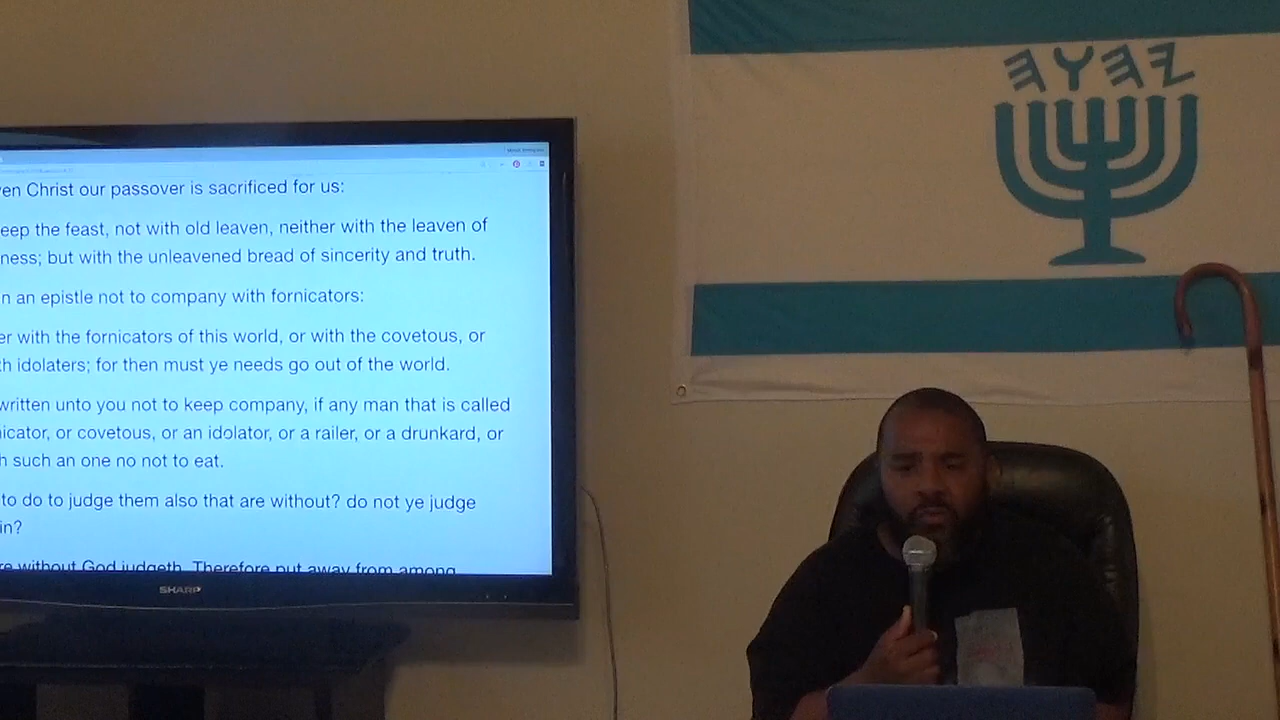 en Christ our passover is sacrificed for us:
eep the feast, not with old leaven, neither with the leaven of
ness; but with the unleavened bread of sincerity and truth.
n an epistle not to company with fornicators:
er with the fornicators of this world, or with the covetous, or
h idolaters; for then must ye needs go out of the world.
written unto you not to keep company, if any man that is called
icator, or covetous, or an idolator, or a railer, or a drunkard, or
h such an one no not to eat.
to do to judge them also that are without? do not ye judge
in?
re without God judgeth. Therefore put away from among
SHARP
𐤉𐤄𐤅𐤄